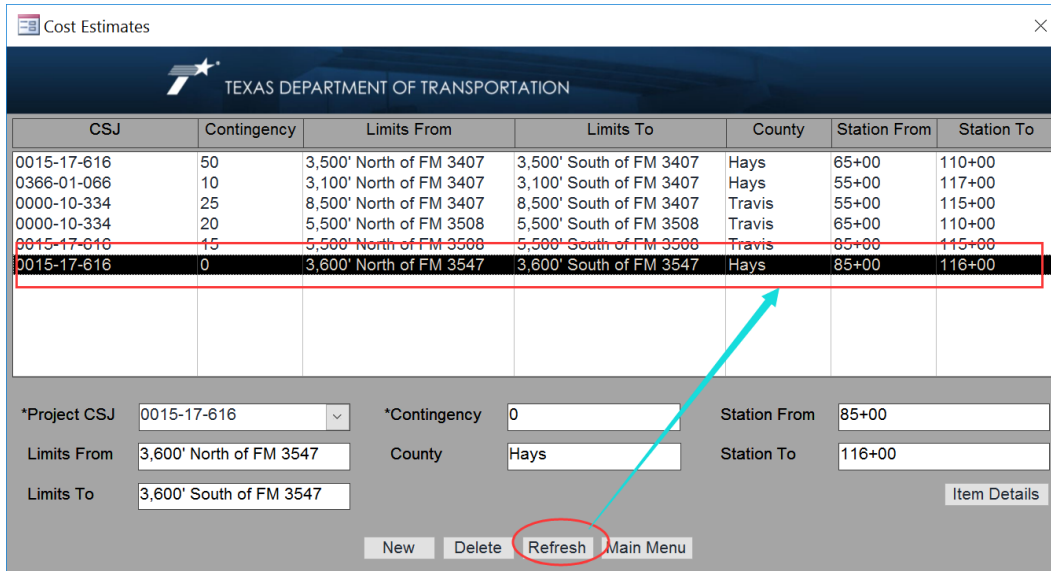 Cost Estimates
TEXAS DEPARTMENT OF TRANSPORTATION
CSJ Contingency Limits From Limits To County Station From Station To
0015-17-616 50 3,500' North of FM 3407 3,500' South of FM 3407 Hays 65+00 110+00
0366-01-066 10 3,100' North of FM 3407 3,100' South of FM 3407 Hays 55+00 117+00
0000-10-334 25 8,500' North of FM 3407 8,500' South of FM 3407 Travis 55+00 115+00
0000-10-334 20 5,500' North of FM 3508 5,500' South of FM 3508 Travis 65+00 110+00
0015-17-616 15 5,500' North of FM 3508 5,500' South of FM 3508 Travis 85+00 115+00
0015-17-616 0 3,600' North of FM 3547 3,600' South of FM 3547 Hays 85+00 116+00
*Project CSJ 0015-17-616 *Contingency 0 Station From 85+00
Limits From 3,600' North of FM 3547 County Hays Station To 116+00
Limits To 3,600' South of FM 3547 Item Details
New Delete Refresh Main Menu